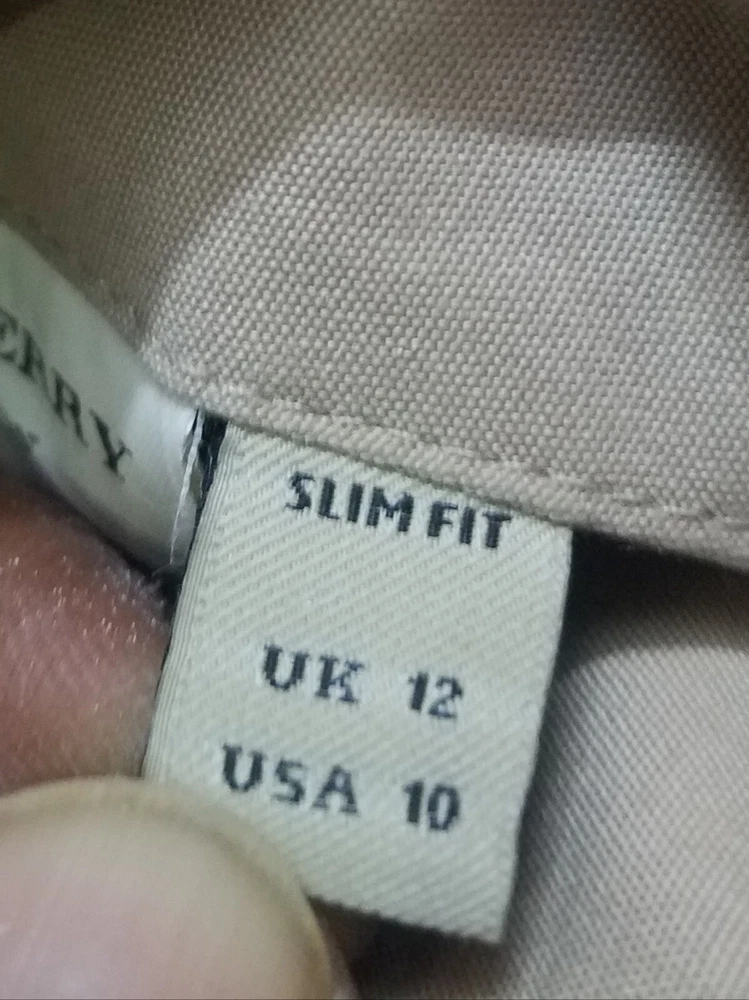 ERRY
SLIM FIT
UK 12
USA 10